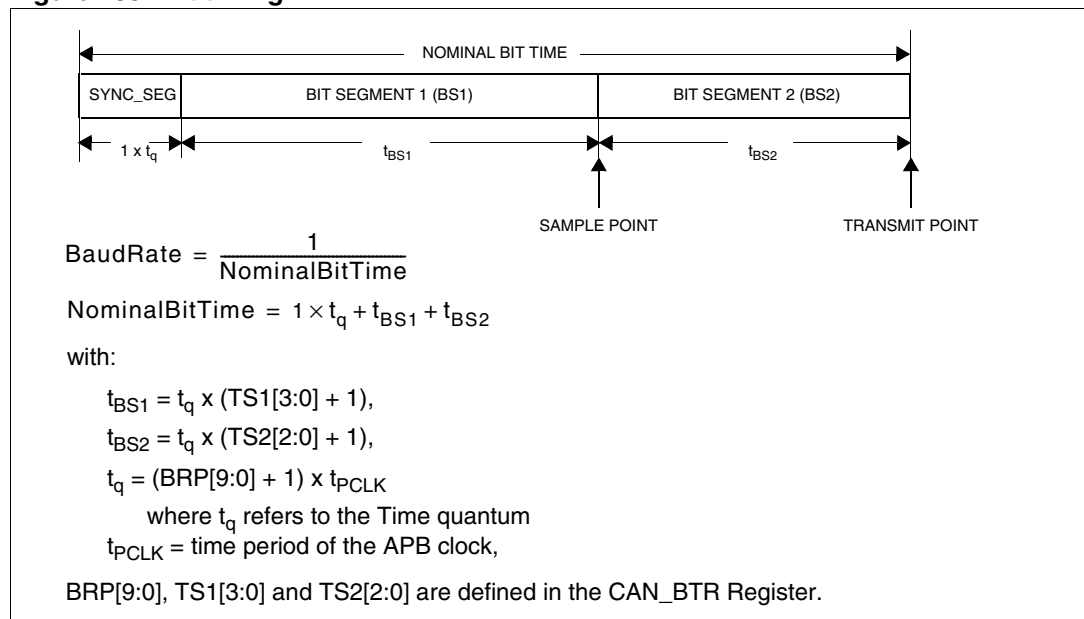 NOMINAL BIT TIME
SYNC_SEG BIT SEGMENT 1 (BS1) BIT SEGMENT 2 (BS2)
1 x tq tBS1 tBS2
SAMPLE POINT TRANSMIT POINT
BaudRate = 1 / NominalBitTime
NominalBitTime = 1 × tq + tBS1 + tBS2
with:
tBS1 = tq x (TS1[3:0] + 1),
tBS2 = tq x (TS2[2:0] + 1),
tq = (BRP[9:0] + 1) x tPCLK
where tq refers to the Time quantum
tPCLK = time period of the APB clock,
BRP[9:0], TS1[3:0] and TS2[2:0] are defined in the CAN_BTR Register.